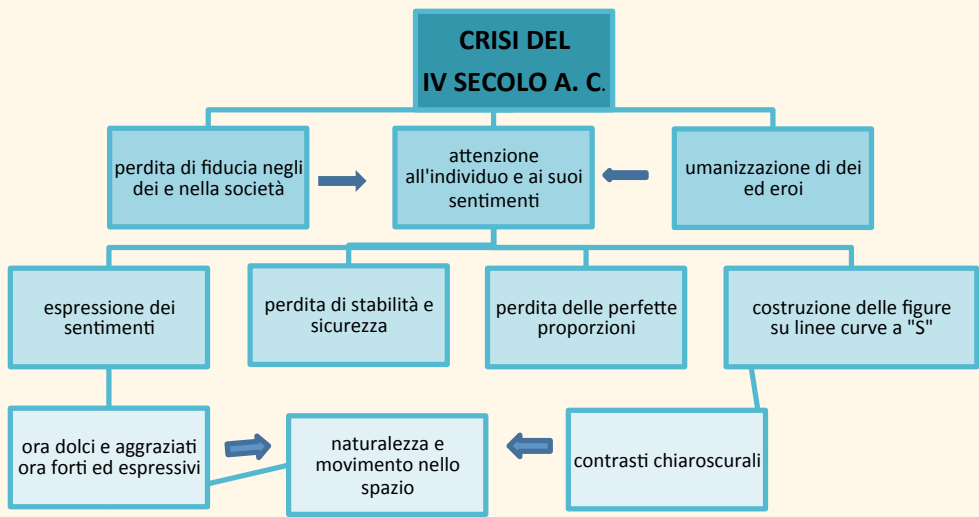 CRISI DEL
IV SECOLO A. C.
perdita di fiducia negli
dei e nella società
attenzione
all'individuo e ai suoi
sentimenti
umanizzazione di dei
ed eroi
espressione dei
sentimenti
perdita di stabilità e
sicurezza
perdita delle perfette
proporzioni
costruzione delle figure
su linee curve a "S"
ora dolci e aggraziati
ora forti ed espressivi
naturalezza e
movimento nello
spazio
contrasti chiaroscurali